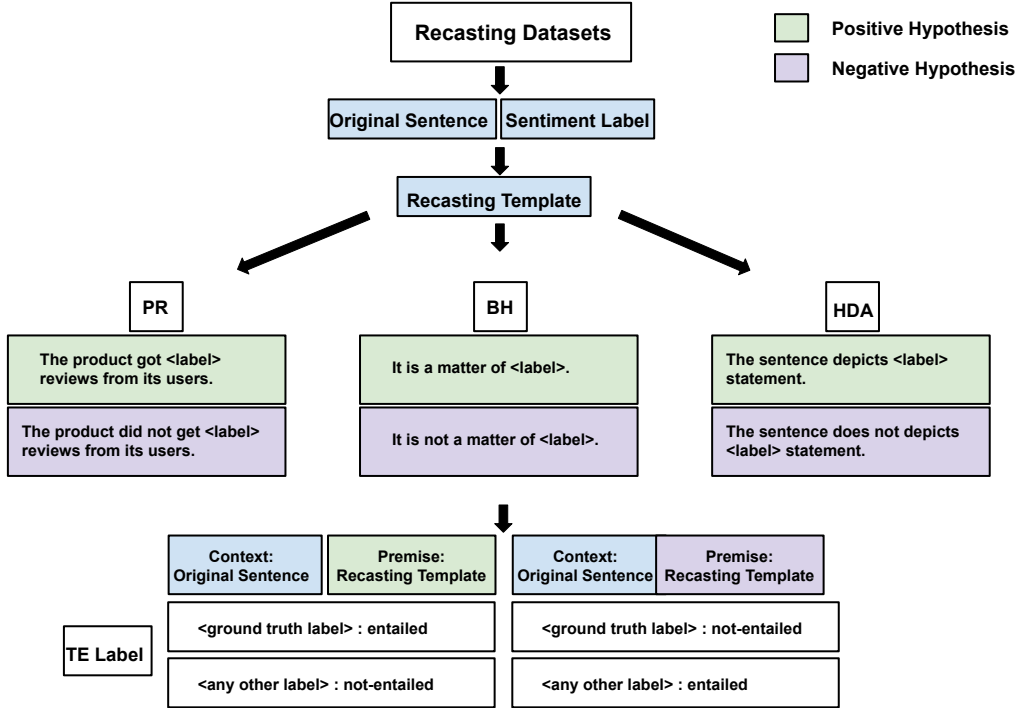 Recasting Datasets
Positive Hypothesis
Negative Hypothesis
Original Sentence
Sentiment Label
Recasting Template
PR
BH
HDA
The product got <label>
reviews from its users.
It is a matter of <label>.
The sentence depicts <label>
statement.
The product did not get <label>
reviews from its users.
It is not a matter of <label>.
The sentence does not depicts
<label> statement.
Context:
Original Sentence
Premise:
Recasting Template
Context:
Original Sentence
Premise:
Recasting Template
TE Label
<ground truth label> : entailed
<ground truth label> : not-entailed
<any other label> : not-entailed
<any other label> : entailed